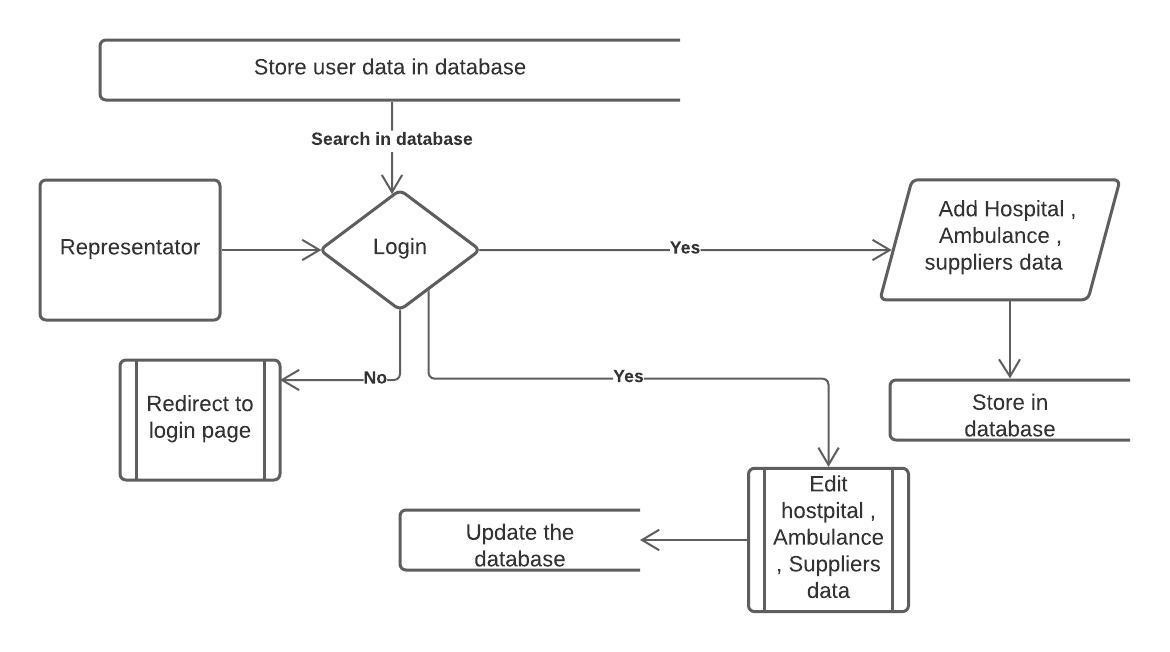 Store user data in database
Search in database
Representator
Login
Yes
Add Hospital ,
Ambulance ,
suppliers data
No
Redirect to
login page
Yes
Store in
database
Edit
hostpital ,
Ambulance
, Suppliers
data
Update the
database